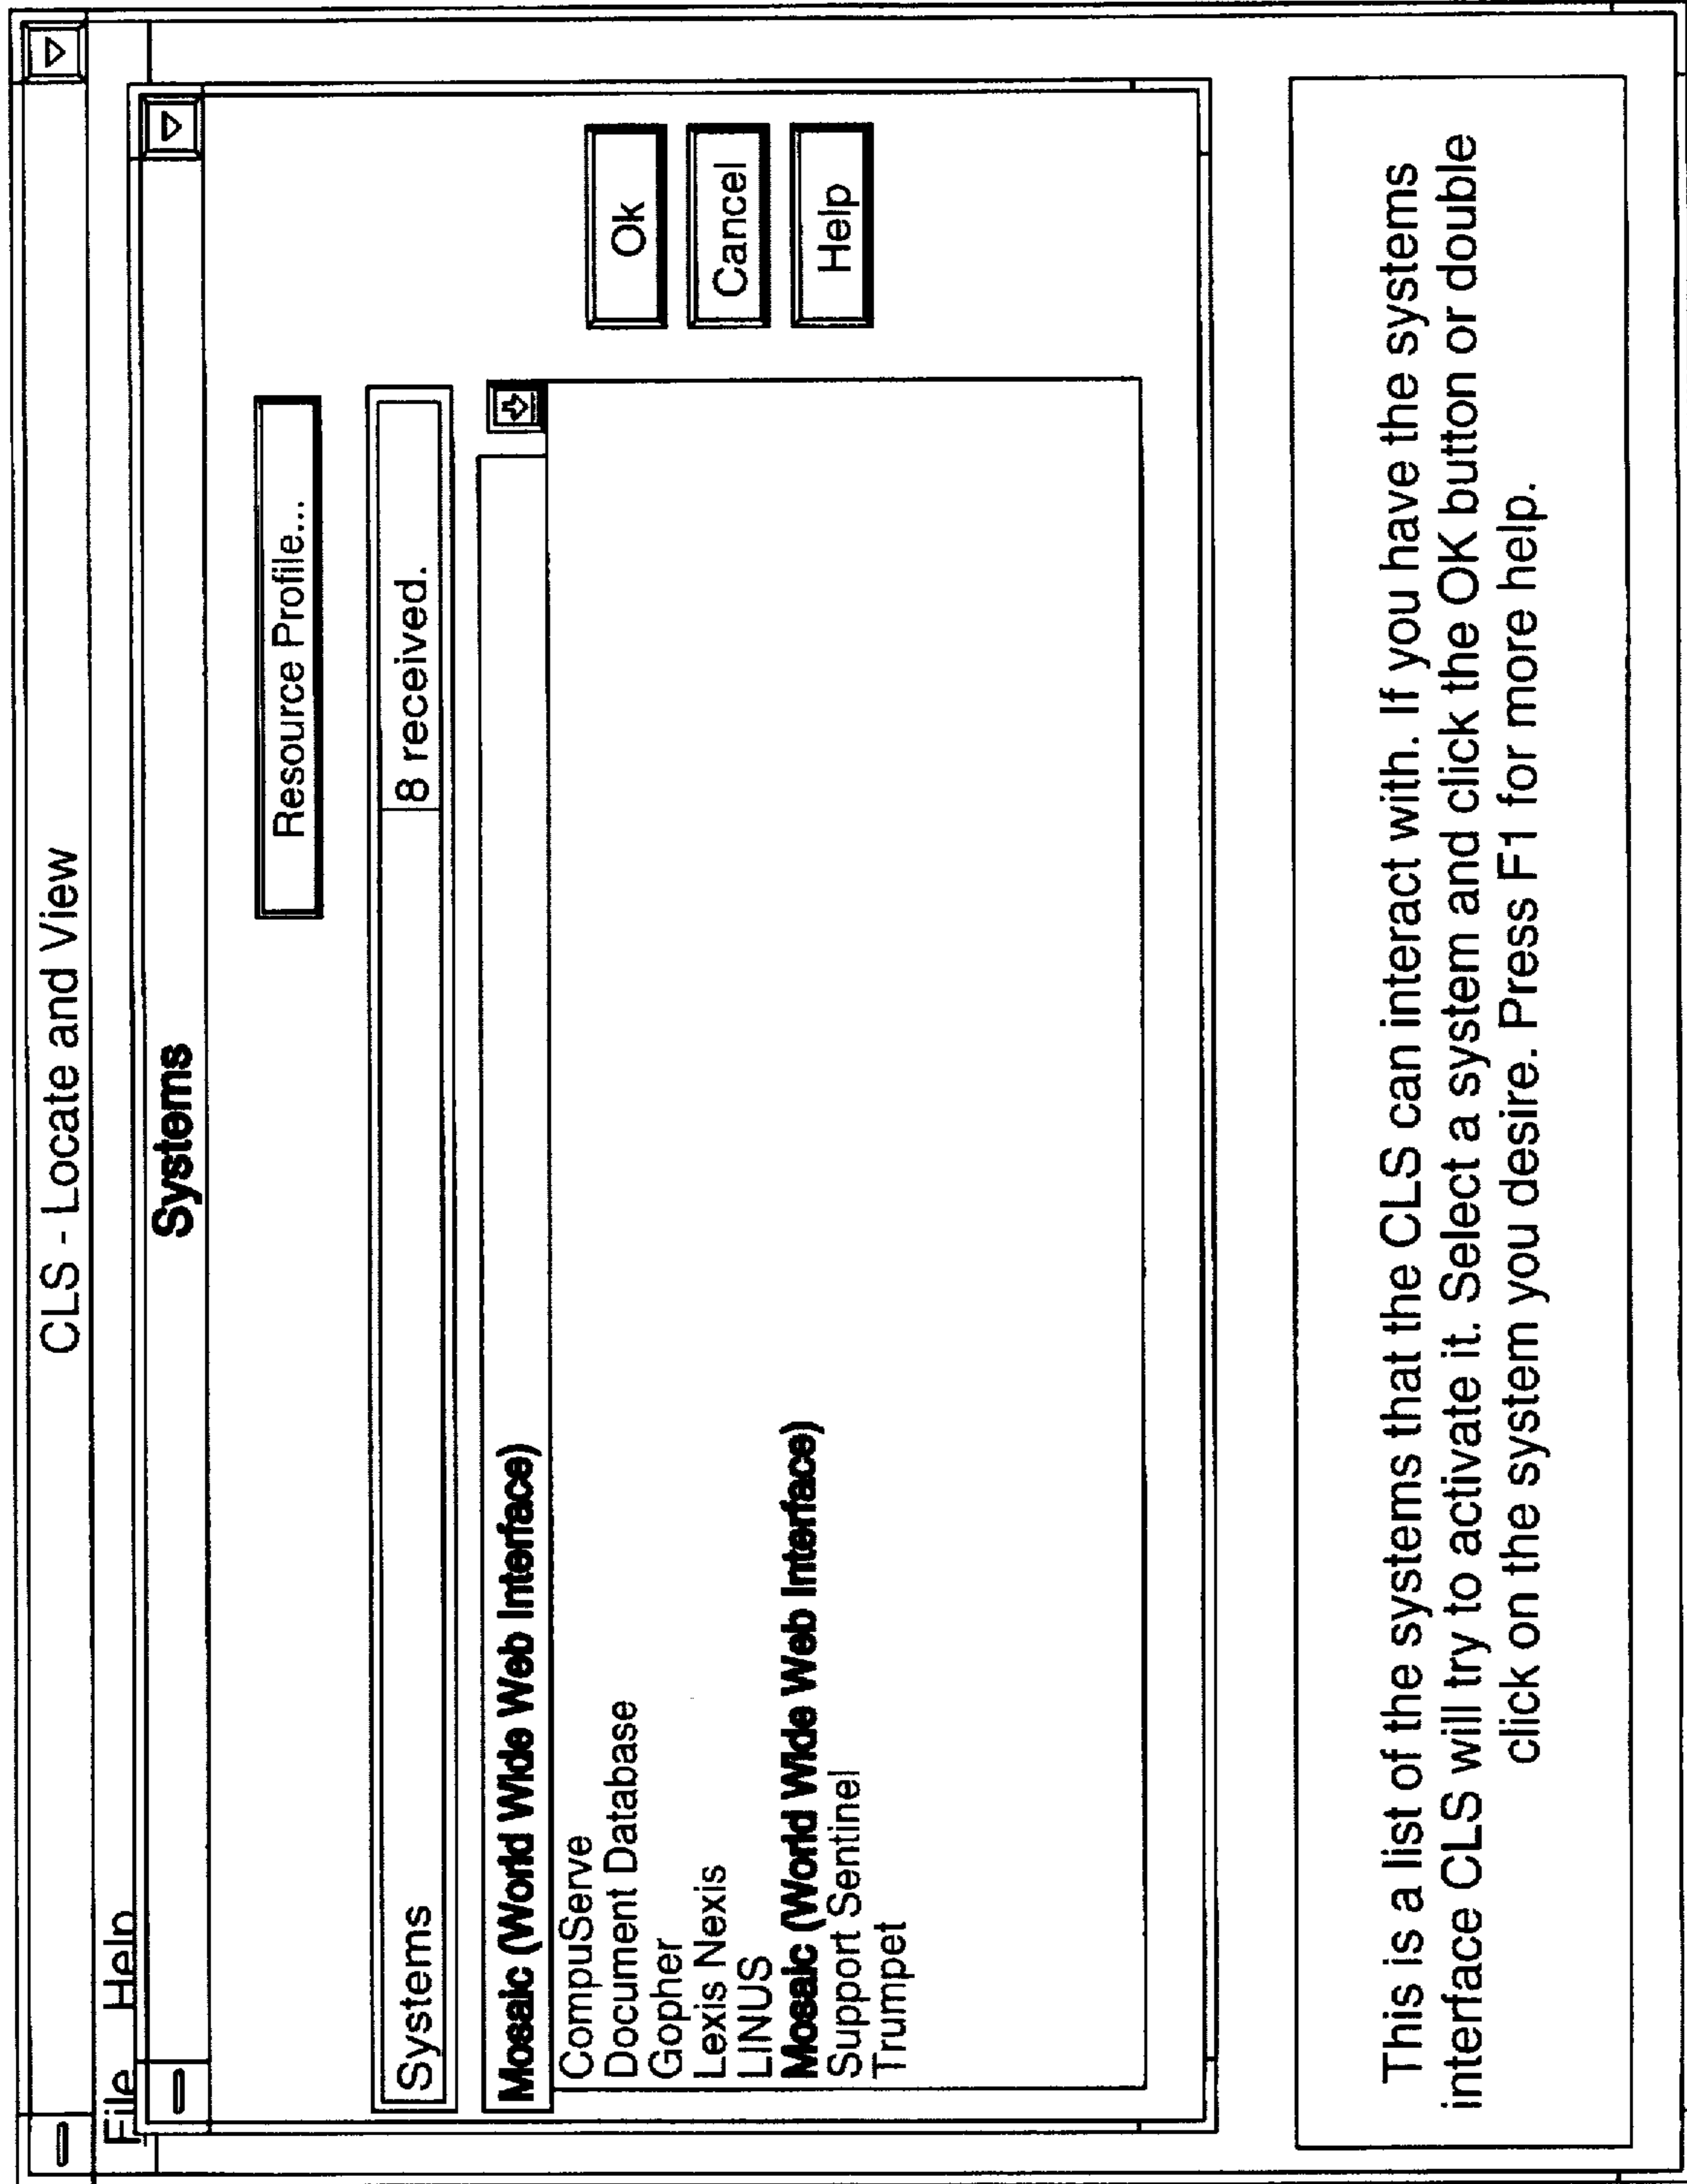 CLS - Locate and View
File Help
Systems
Resource Profile...
Systems 8 received.
Mosaic (World Wide Web Interface)
CompuServe
Document Database
Gopher
Lexis Nexis
LINUS
Mosaic (World Wide Web Interface)
Support Sentinel
Trumpet
Ok
Cancel
Help
This is a list of the systems that the CLS can interact with. If you have the systems
interface CLS will try to activate it. Select a system and click the OK button or double
click on the system you desire. Press F1 for more help.